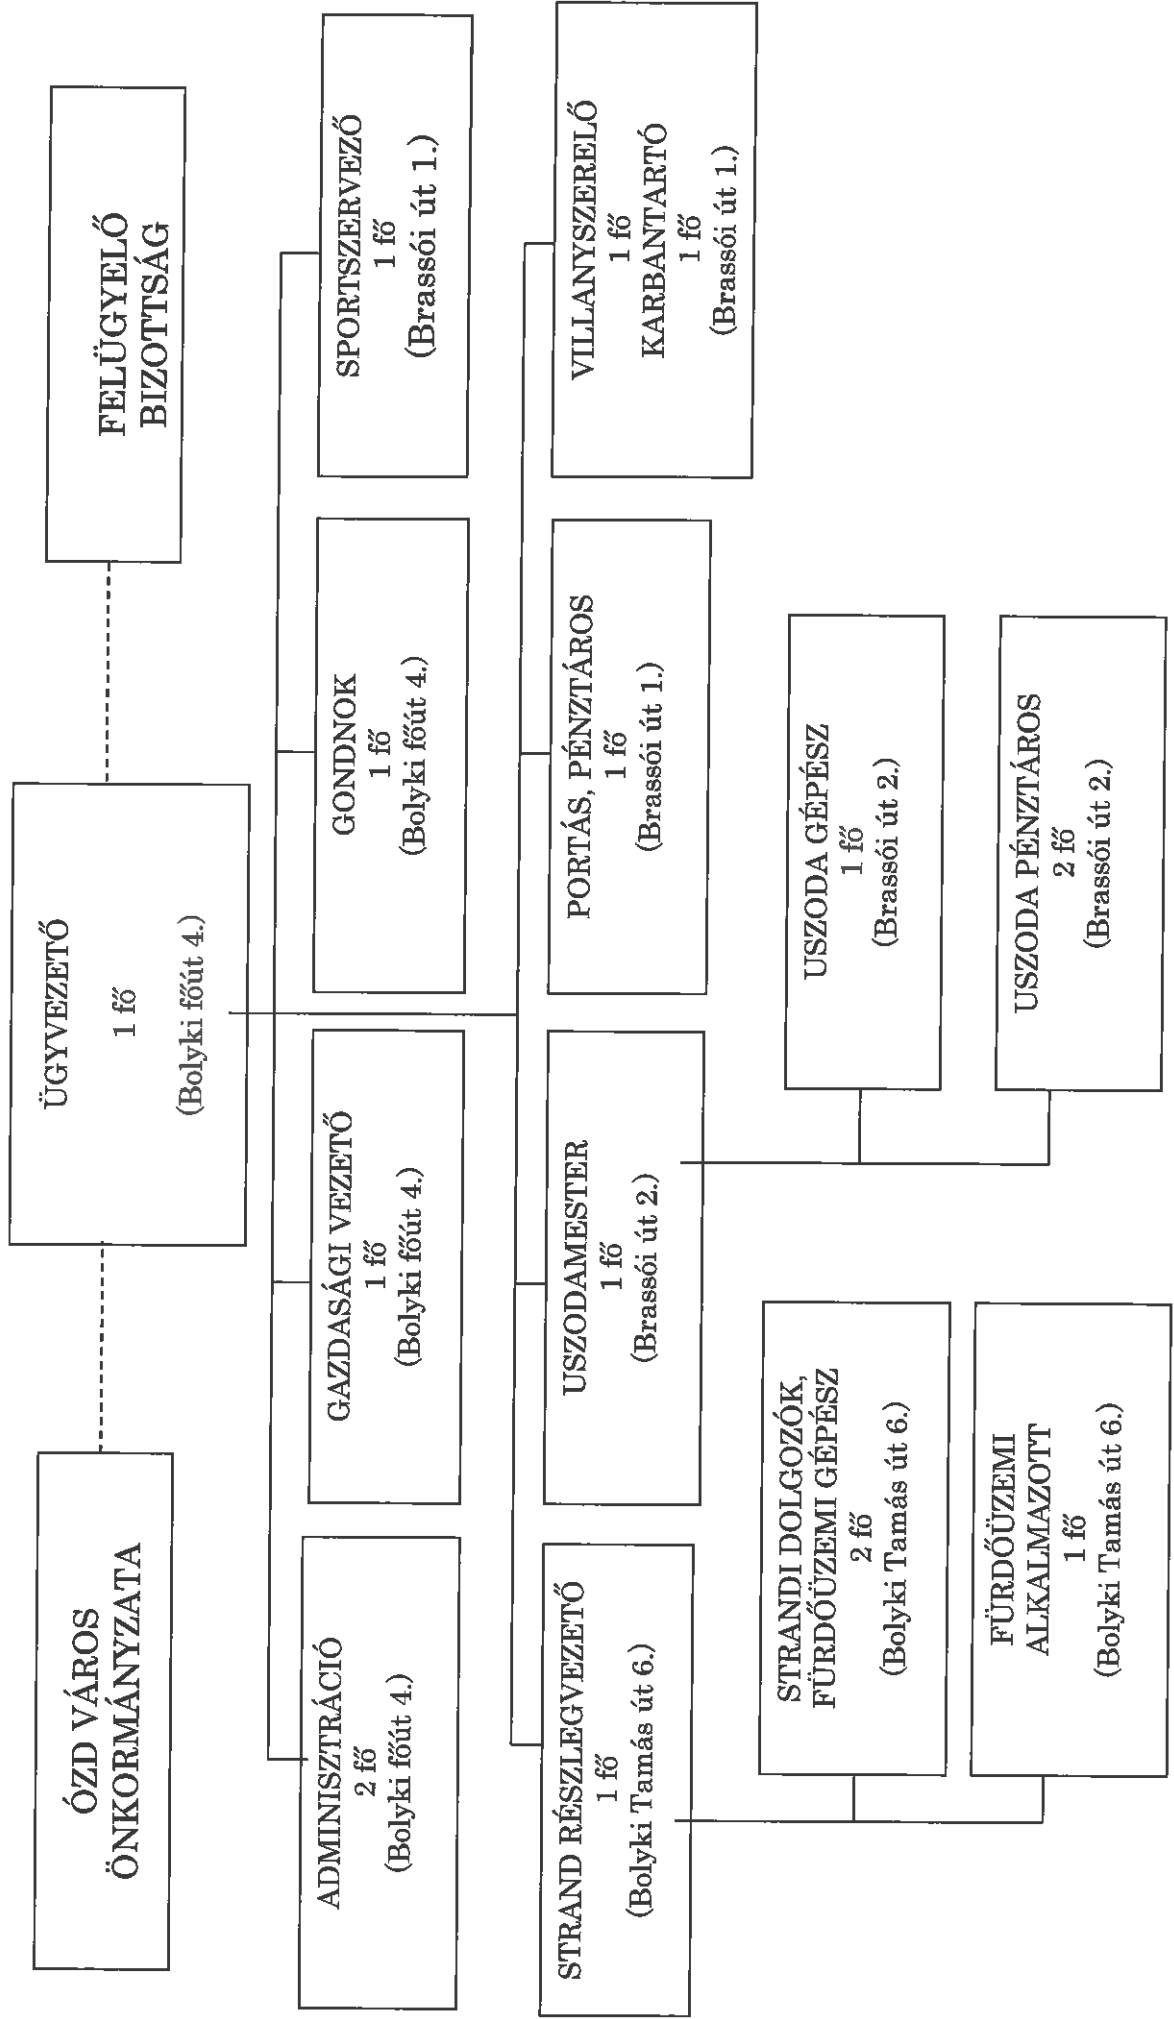 ÓZD VÁROS
ÖNKORMÁNYZATA
ÜGYVEZETŐ
1 fő
(Bolyki főút 4.)
FELÜGYELŐ
BIZOTTSÁG
ADMINISZTRÁCIÓ
2 fő
(Bolyki főút 4.)
GAZDASÁGI VEZETŐ
1 fő
(Bolyki főút 4.)
GONDNOK
1 fő
(Bolyki főút 4.)
SPORTSZERVEZŐ
1 fő
(Brassói út 1.)
STRAND RÉSZLEGVEZETŐ
1 fő
(Bolyki Tamás út 6.)
USZODAMESTER
1 fő
(Brassói út 2.)
PORTÁS, PÉNZTÁROS
1 fő
(Brassói út 1.)
VILLANYSZERELŐ
1 fő
KARBANTARTÓ
1 fő
(Brassói út 1.)
STRANDI DOLGOZÓK,
FÜRDŐÜZEMI GÉPÉSZ
2 fő
(Bolyki Tamás út 6.)
USZODA GÉPÉSZ
1 fő
(Brassói út 2.)
FÜRDŐÜZEMI
ALKALMAZOTT
1 fő
(Bolyki Tamás út 6.)
USZODA PÉNZTÁROS
2 fő
(Brassói út 2.)